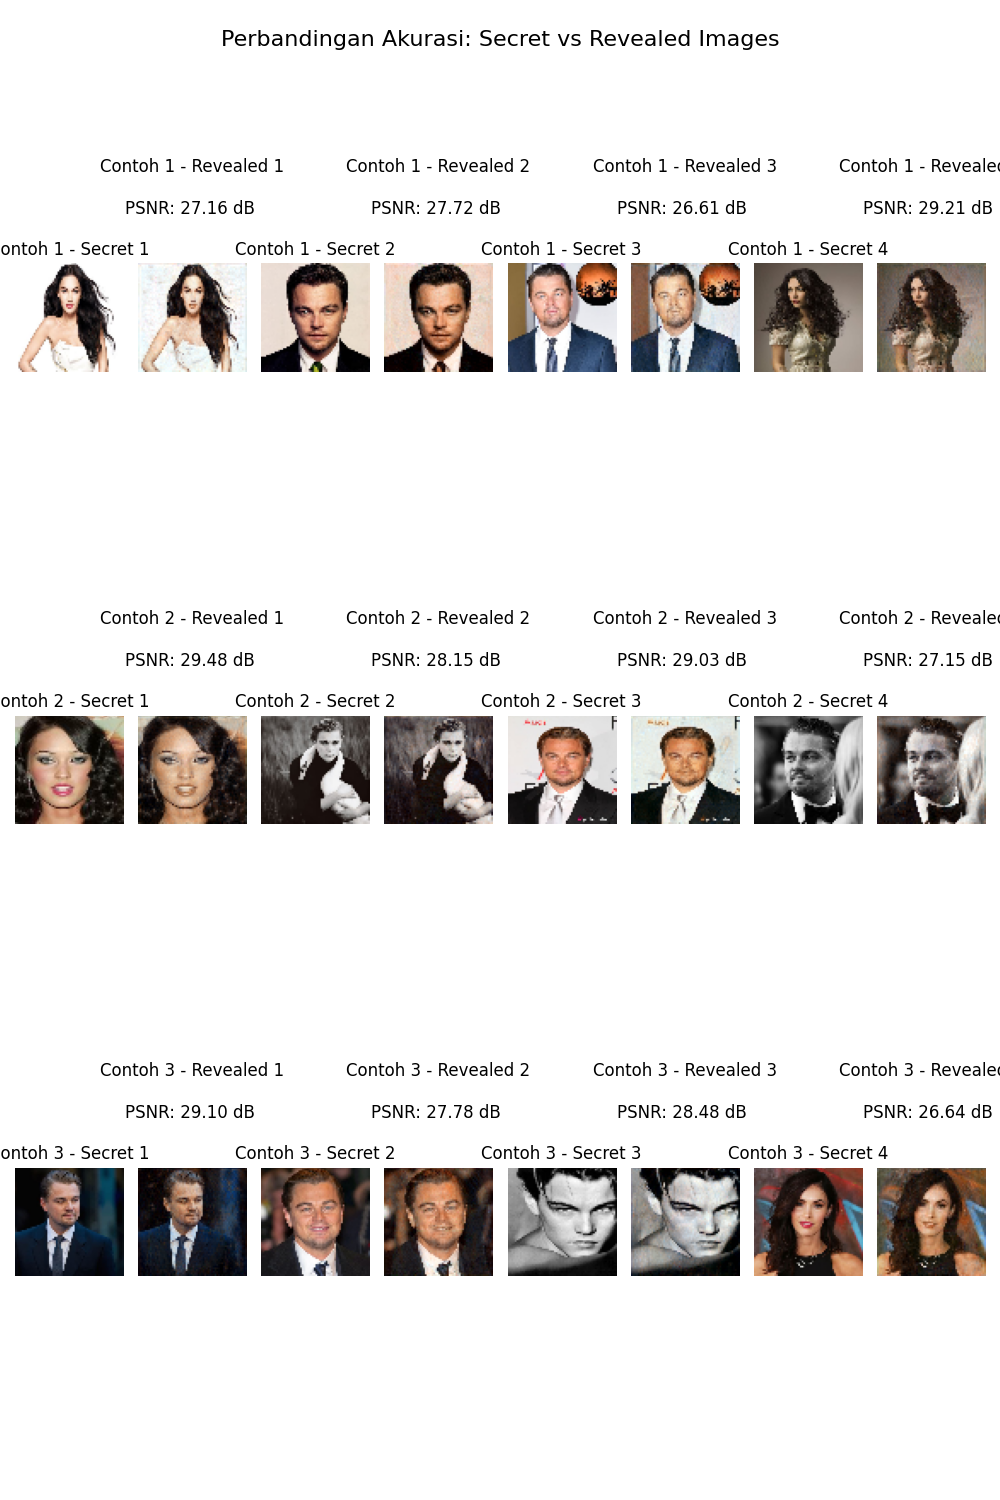 Perbandingan Akurasi: Secret vs Revealed Images
Contoh 1 - Revealed 1
Contoh 1 - Revealed 2
Contoh 1 - Revealed 3
Contoh 1 - Revealed
PSNR: 27.16 dB
PSNR: 27.72 dB
PSNR: 26.61 dB
PSNR: 29.21 dB
ontoh 1 - Secret 1
Contoh 1 - Secret 2
Contoh 1 - Secret 3
Contoh 1 - Secret 4
Contoh 2 - Revealed 1
Contoh 2 - Revealed 2
Contoh 2 - Revealed 3
Contoh 2 - Revealed
PSNR: 29.48 dB
PSNR: 28.15 dB
PSNR: 29.03 dB
PSNR: 27.15 dB
ontoh 2 - Secret 1
Contoh 2 - Secret 2
Contoh 2 - Secret 3
Contoh 2 - Secret 4
Contoh 3 - Revealed 1
Contoh 3 - Revealed 2
Contoh 3 - Revealed 3
Contoh 3 - Revealed
PSNR: 29.10 dB
PSNR: 27.78 dB
PSNR: 28.48 dB
PSNR: 26.64 dB
ontoh 3 - Secret 1
Contoh 3 - Secret 2
Contoh 3 - Secret 3
Contoh 3 - Secret 4